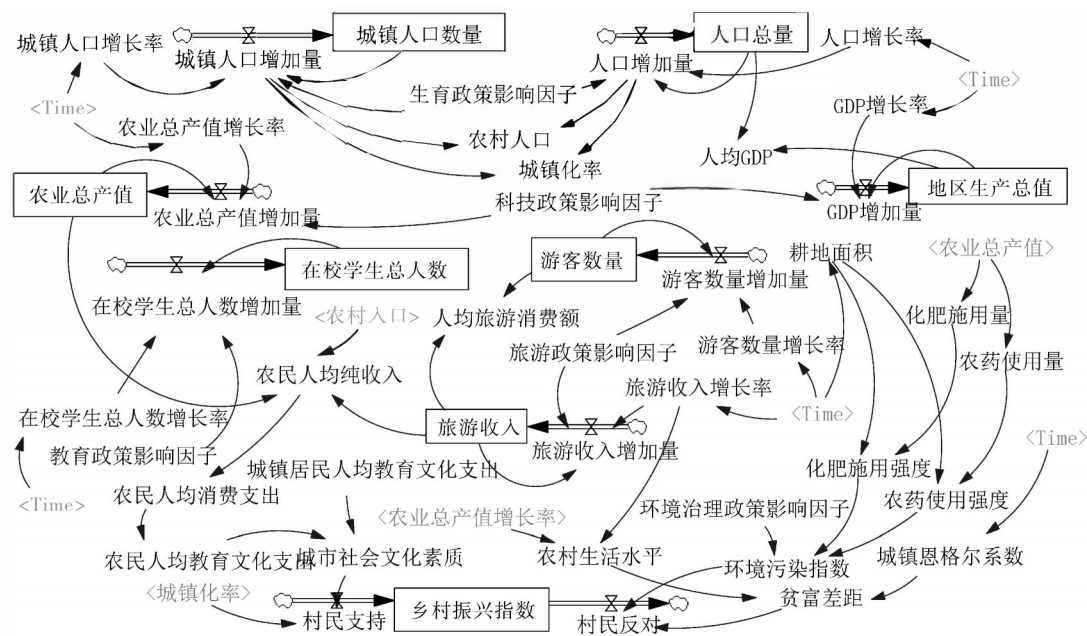 城镇人口数量
人口总量
城镇人口增长率
城镇人口增加量
人口增加量
人口增长率
<Time>
生育政策影响因子
<Time>
GDP增长率
农业总产值增长率
农村人口
城镇化率
人均GDP
农业总产值
农业总产值增加量
科技政策影响因子
GDP增加量
地区生产总值
在校学生总人数
游客数量
耕地面积
<农业总产值>
在校学生总人数增加量
游客数量增加量
<农村人口>
人均旅游消费额
化肥施用量
旅游政策影响因子
游客数量增长率
农药使用量
农民人均纯收入
旅游收入增长率
在校学生总人数增长率
旅游收入
<Time>
<Time>
教育政策影响因子
旅游收入增加量
城镇居民人均教育文化支出
化肥施用强度
<Time>
农民人均消费支出
农药使用强度
<农业总产值增长率>
环境治理政策影响因子
农民人均教育文化支出
城市社会文化素质
农村生活水平
环境污染指数
城镇恩格尔系数
<城镇化率>
贫富差距
村民支持
乡村振兴指数
村民反对